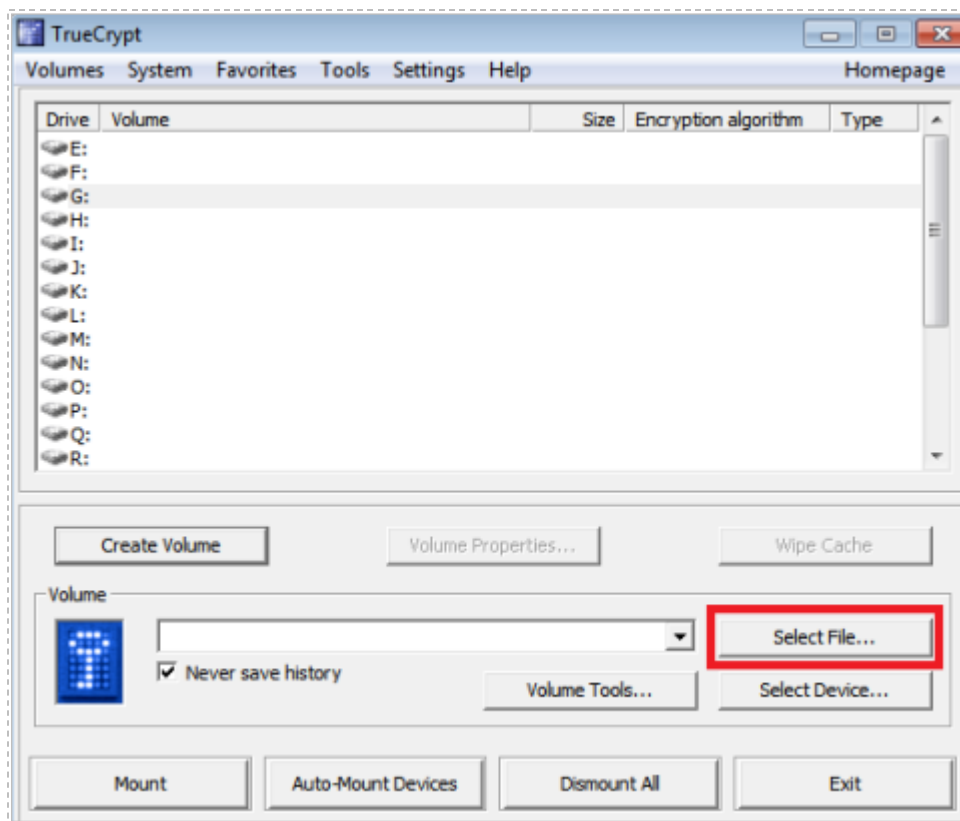 TrueCrypt
Volumes System Favorites Tools Settings Help Homepage
Drive Volume Size Encryption algorithm Type
E:
F:
G:
H:
I:
J:
K:
L:
M:
N:
O:
P:
Q:
R:
Create Volume Volume Properties... Wipe Cache
Volume
Select File...
Never save history
Volume Tools... Select Device...
Mount Auto-Mount Devices Dismount All Exit